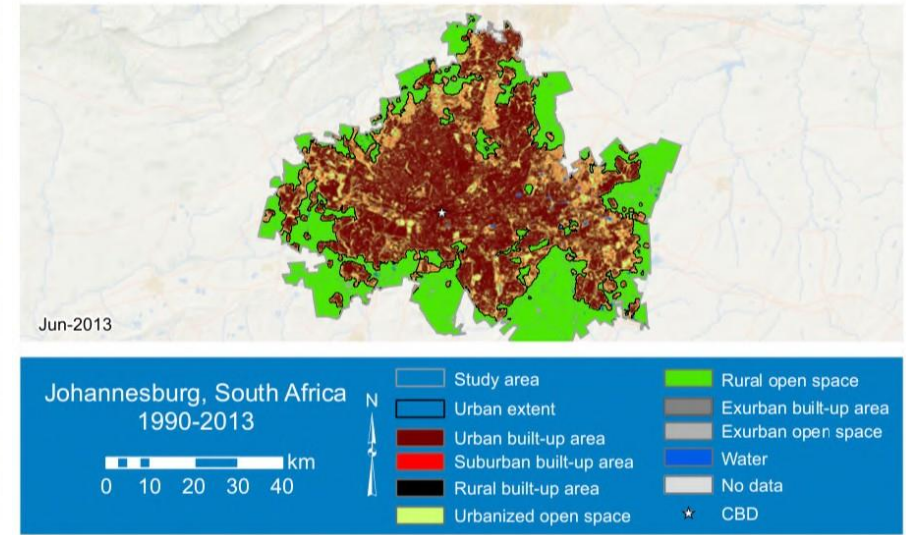 Jun-2013
Johannesburg, South Africa
1990-2013
N
km
0 10 20 30 40
Study area
Urban extent
Urban built-up area
Suburban built-up area
Rural built-up area
Urbanized open space
Rural open space
Exurban built-up area
Exurban open space
Water
No data
CBD